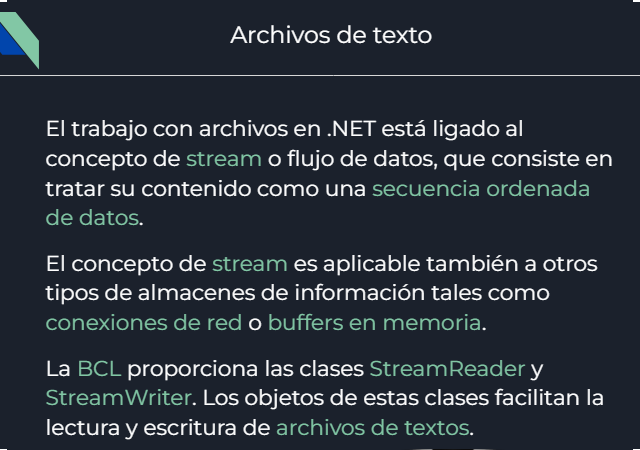 Archivos de texto
El trabajo con archivos en .NET está ligado al
concepto de stream o flujo de datos, que consiste en
tratar su contenido como una secuencia ordenada
de datos.
El concepto de stream es aplicable también a otros
tipos de almacenes de información tales como
conexiones de red o buffers en memoria.
La BCL proporciona las clases StreamReader y
StreamWriter. Los objetos de estas clases facilitan la
lectura y escritura de archivos de textos.